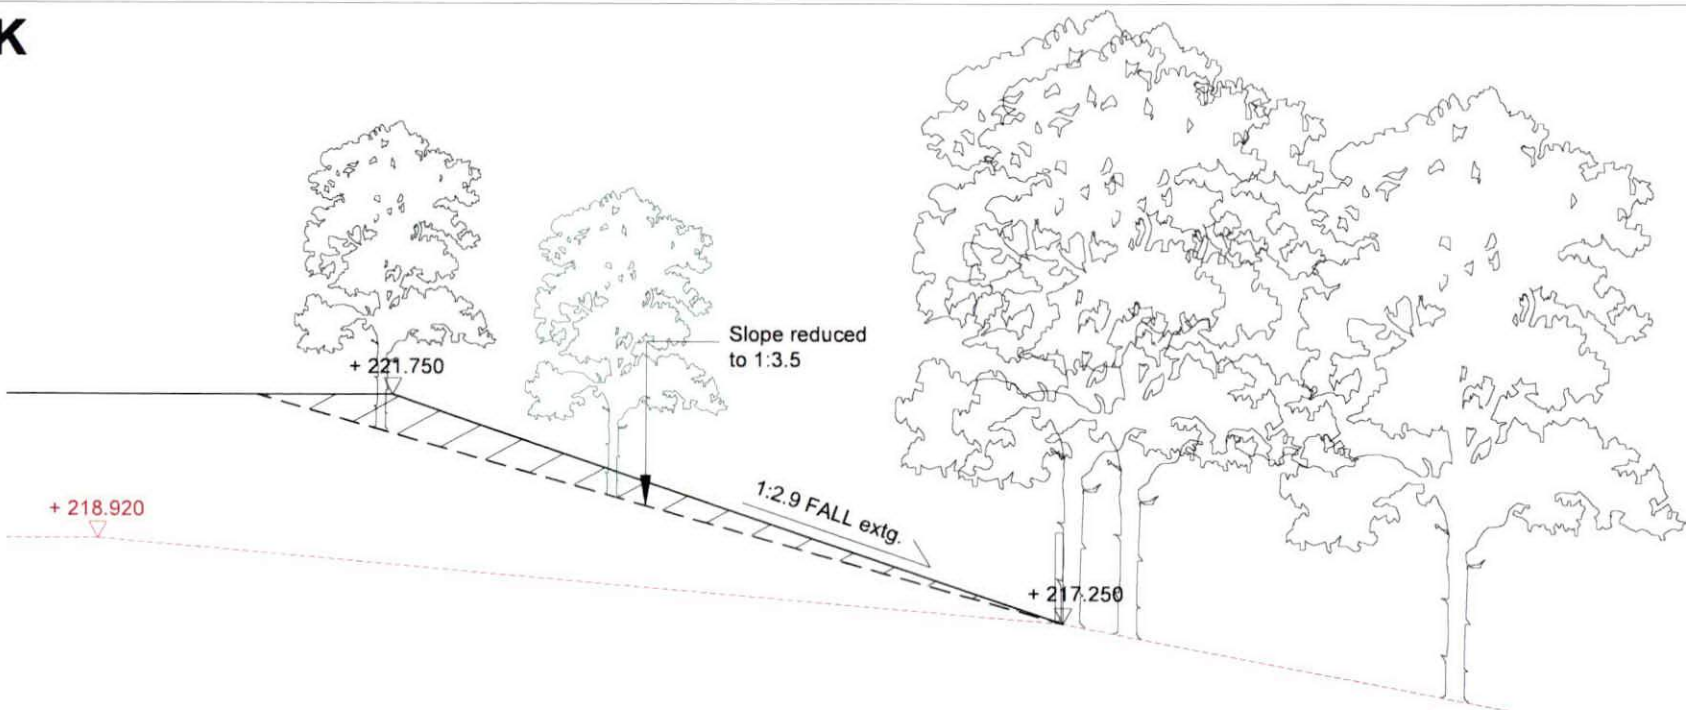 K
Slope reduced
to 1:3.5
+ 221.750
+ 218.920
1:2.9 FALL extg.
+ 217.250